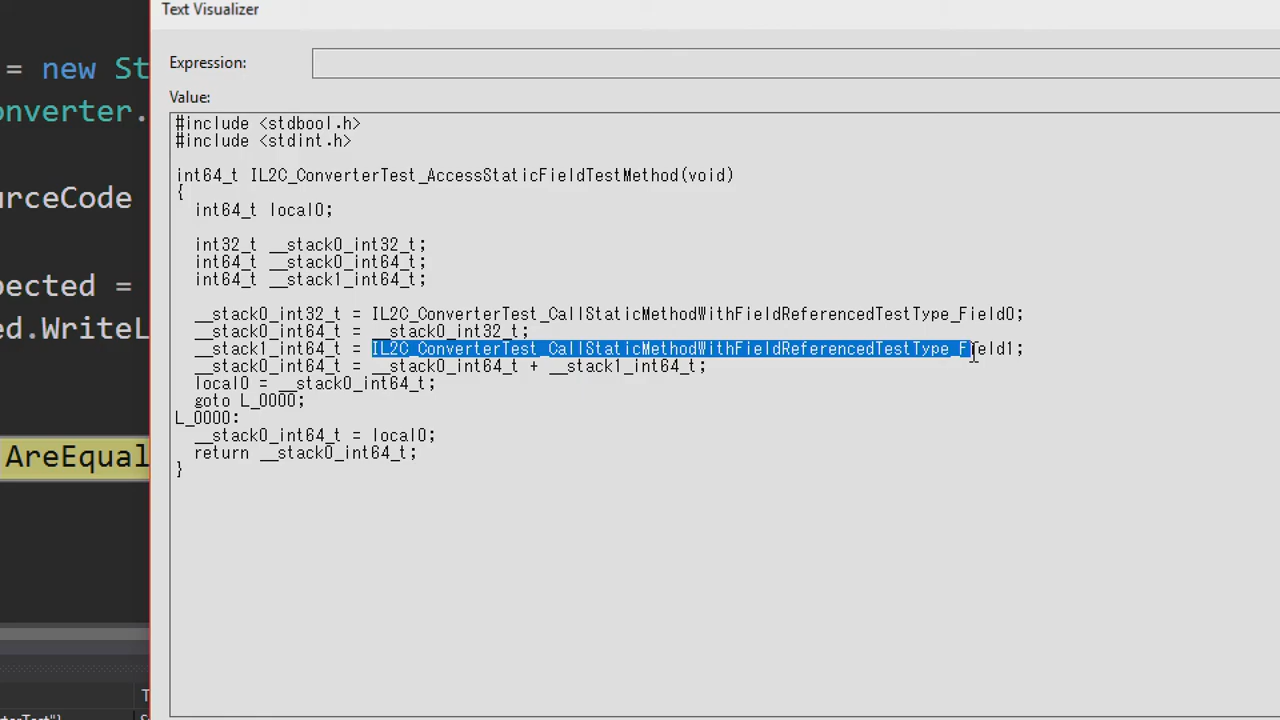 Text Visualizer
Expression:
Value:
= new St
onverter.
urceCode
pected =
ed.WriteL
AreEqual
#include <stdbool.h>
#include <stdint.h>
int64_t IL2C_ConverterTest_AccessStaticFieldTestMethod(void)
{
int64_t local0;
int32_t __stack0_int32_t;
int64_t __stack0_int64_t;
int64_t __stack1_int64_t;
__stack0_int32_t = IL2C_ConverterTest_CallStaticMethodWithFieldReferencedTestType_Field0;
__stack0_int64_t = __stack0_int32_t;
__stack1_int64_t = IL2C_ConverterTest_CallStaticMethodWithFieldReferencedTestType_Field1;
__stack0_int64_t = __stack0_int64_t + __stack1_int64_t;
local0 = __stack0_int64_t;
goto L_0000;
L_0000:
__stack0_int64_t = local0;
return __stack0_int64_t;
}
T